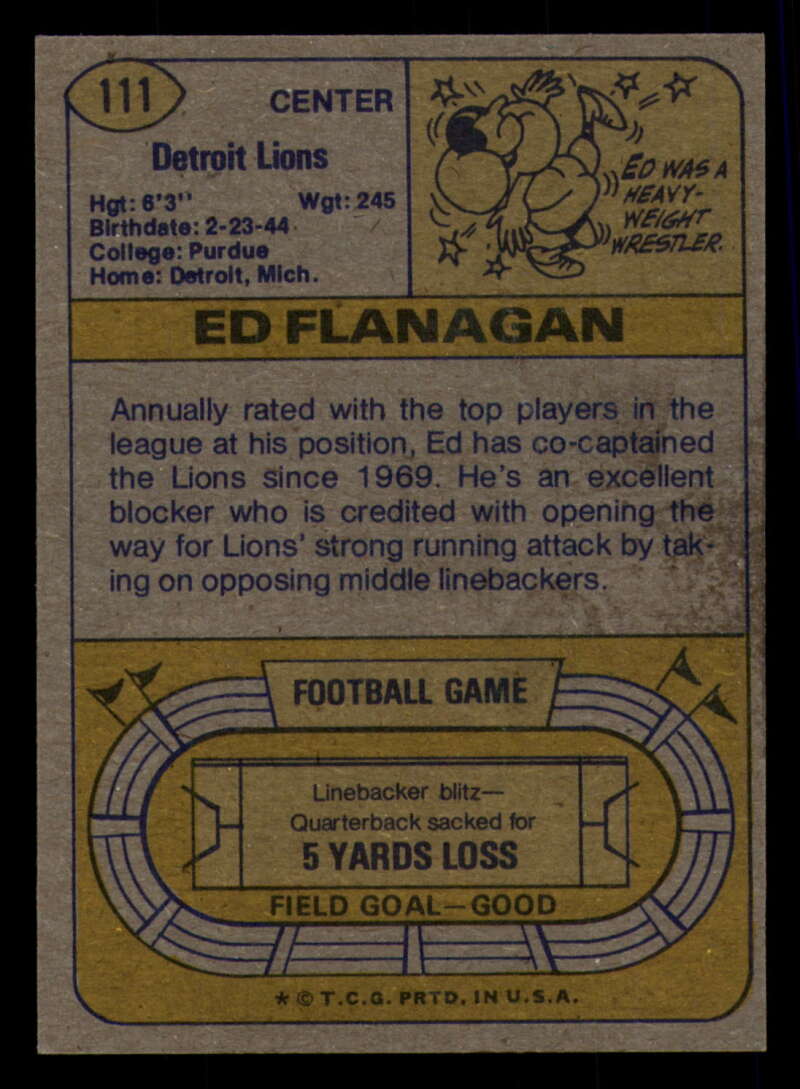 111
CENTER
Detroit Lions
Hgt: 6'3" Wgt: 245
Birthdate: 2-23-44
College: Purdue
Home: Detroit, Mich.
ED WAS A
HEAVY-
WEIGHT
WRESTLER.
ED FLANAGAN
Annually rated with the top players in the
league at his position, Ed has co-captained
the Lions since 1969. He's an excellent
blocker who is credited with opening the
way for Lions' strong running attack by tak-
ing on opposing middle linebackers.
FOOTBALL GAME
Linebacker blitz—
Quarterback sacked for
5 YARDS LOSS
FIELD GOAL—GOOD
* © T.C.G. PRTD. IN U.S.A.